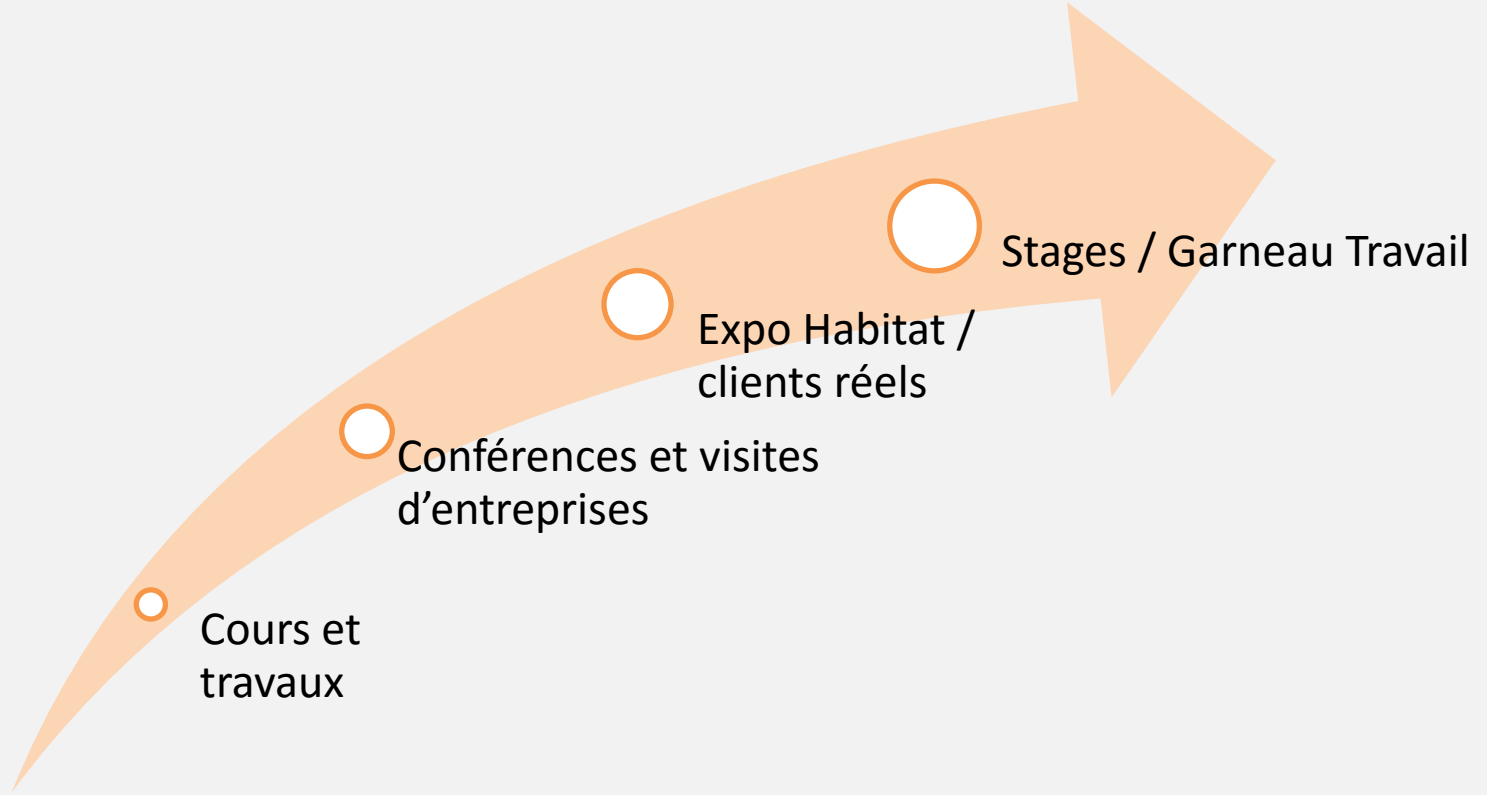 Stages / Garneau Travail
Expo Habitat /
clients réels
Conférences et visites
d’entreprises
Cours et
travaux